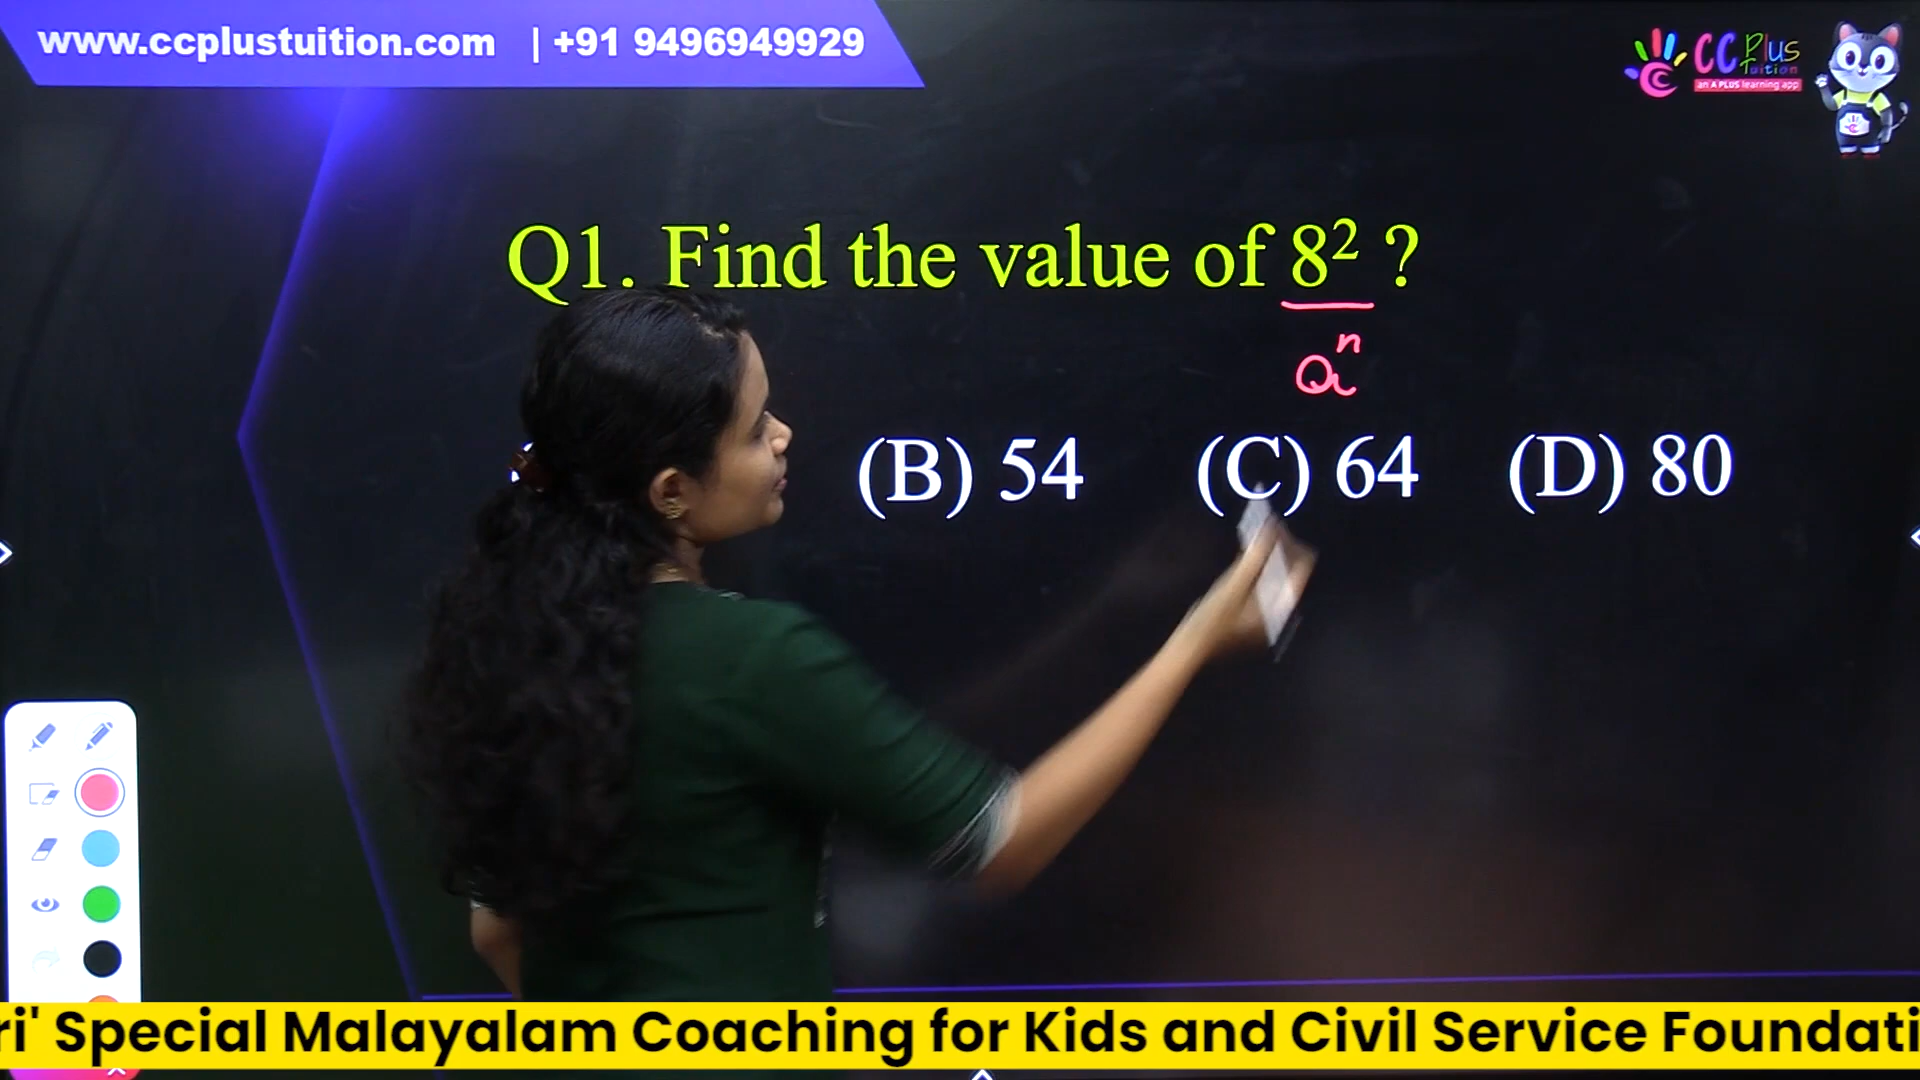 www.ccplustuition.com | +91 9496949929
CC Plus
Tuition
an A PLUS learning app
Q1. Find the value of 8² ?
aⁿ
(B) 54 (C) 64 (D) 80
ri' Special Malayalam Coaching for Kids and Civil Service Foundati